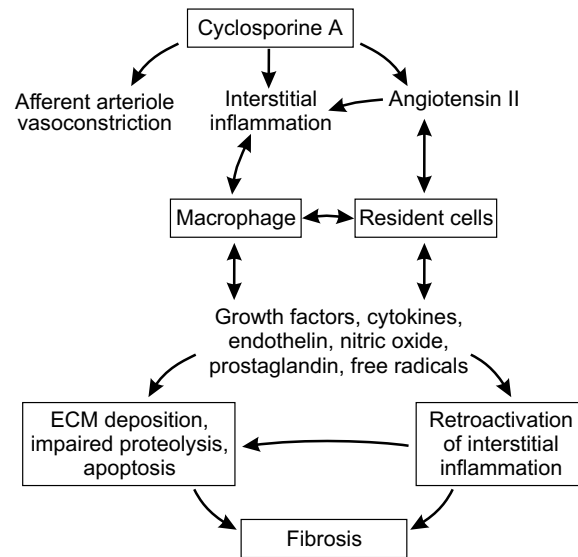 Cyclosporine A
Afferent arteriole
vasoconstriction
Interstitial
inflammation
Angiotensin II
Macrophage
Resident cells
Growth factors, cytokines,
endothelin, nitric oxide,
prostaglandin, free radicals
ECM deposition,
impaired proteolysis,
apoptosis
Retroactivation
of interstitial
inflammation
Fibrosis